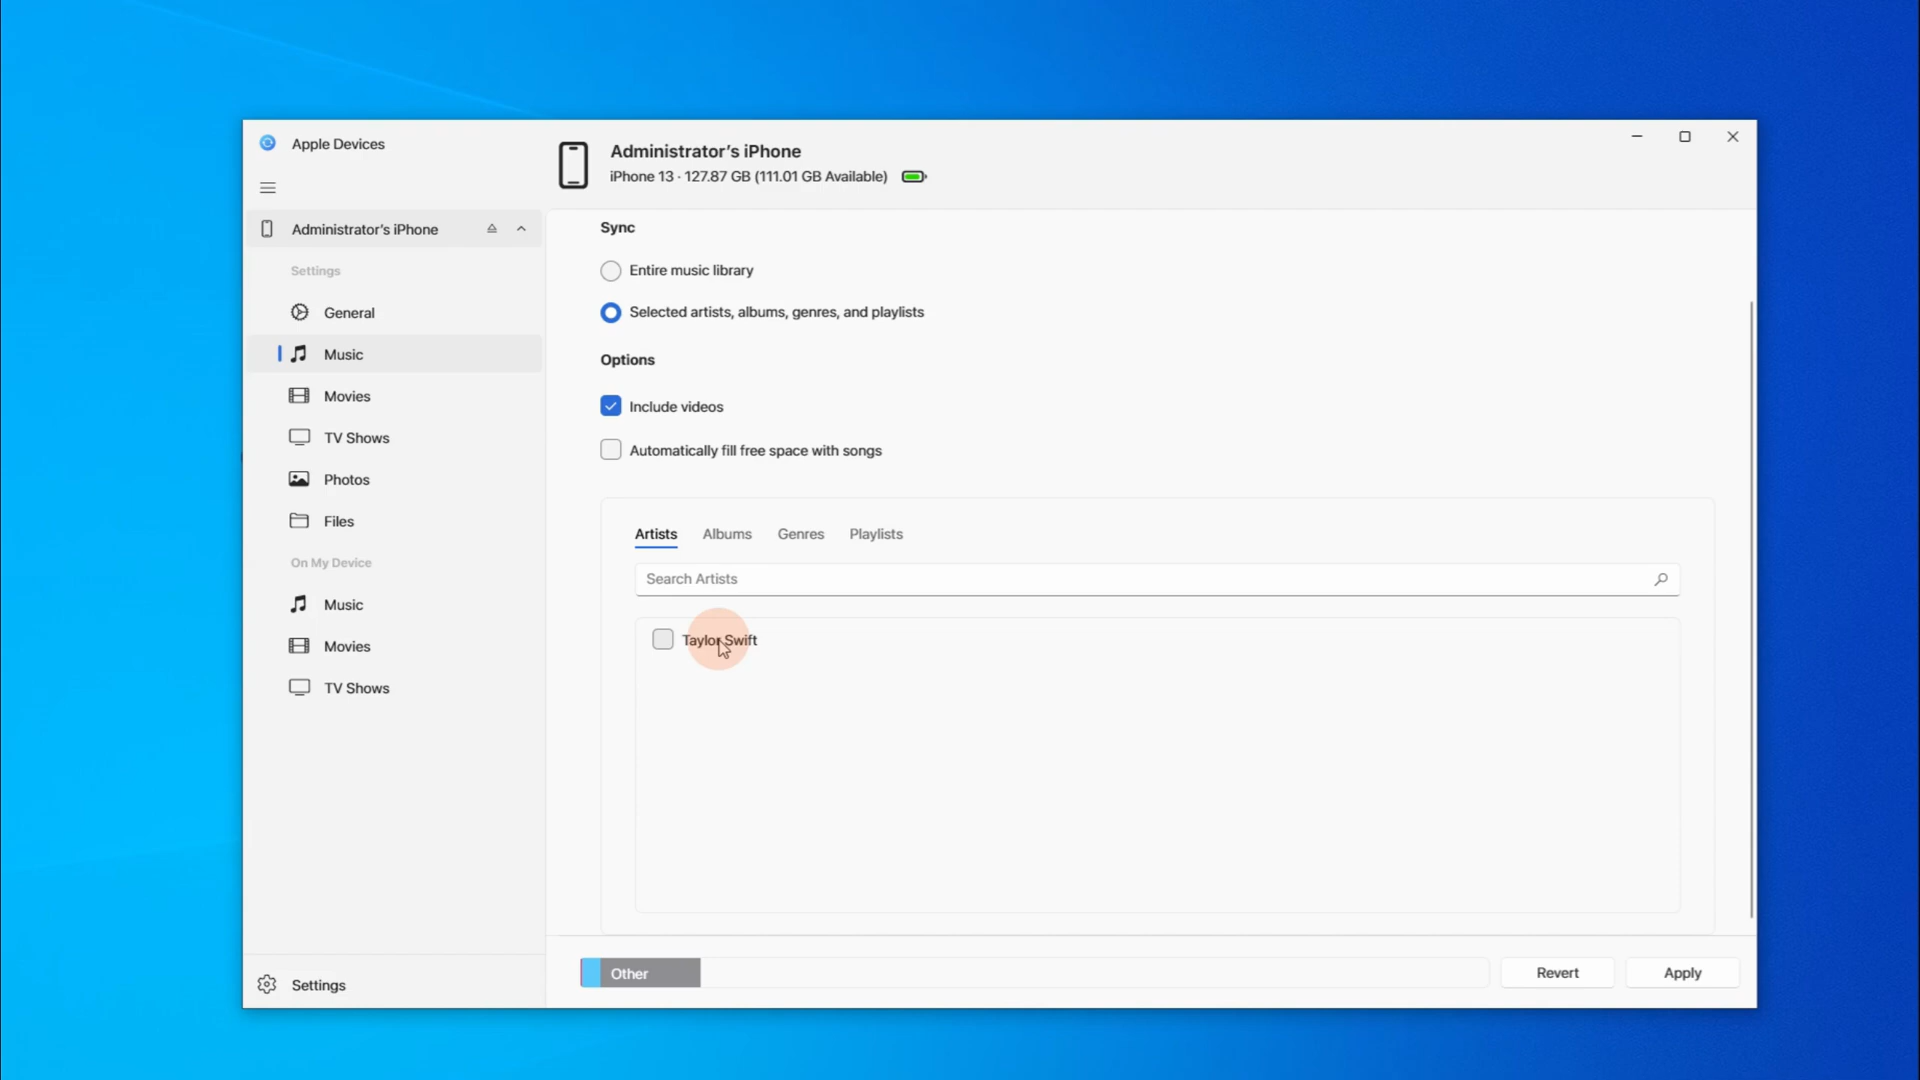 Apple Devices
Administrator's iPhone
iPhone 13 · 127.87 GB (111.01 GB Available)
Administrator's iPhone
Settings
General
Music
Movies
TV Shows
Photos
Files
On My Device
Music
Movies
TV Shows
Settings
Sync
Entire music library
Selected artists, albums, genres, and playlists
Options
Include videos
Automatically fill free space with songs
Artists Albums Genres Playlists
Search Artists
Taylor Swift
Other
Revert Apply